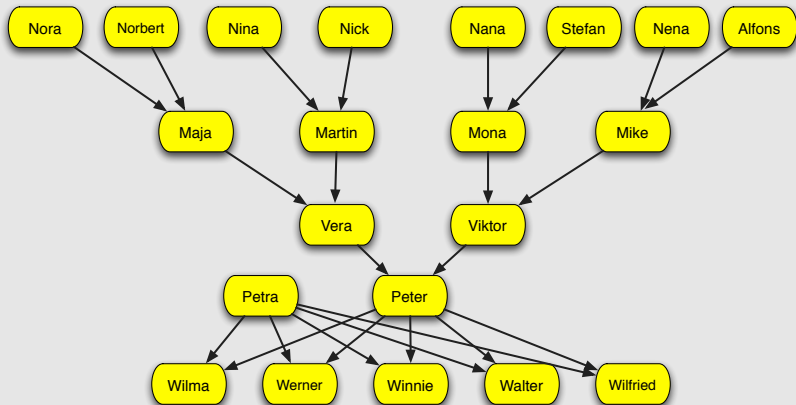 Nora
Norbert
Nina
Nick
Nana
Stefan
Nena
Alfons
Maja
Martin
Mona
Mike
Vera
Viktor
Petra
Peter
Wilma
Werner
Winnie
Walter
Wilfried